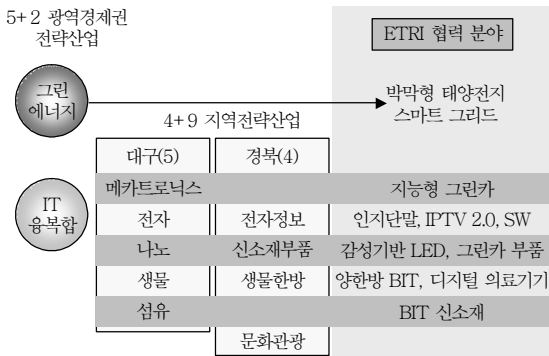 5+2 광역경제권
전략산업
ETRI 협력 분야
그린
에너지
박막형 태양전지
스마트 그리드
4+9 지역전략산업
대구(5) 경북(4)
IT
융복합
메카트로닉스 지능형 그린카
전자 전자정보 인지단말, IPTV 2.0, SW
나노 신소재부품 감성기반 LED, 그린카 부품
생물 생물한방 양한방 BIT, 디지털 의료기기
섬유 BIT 신소재
문화관광